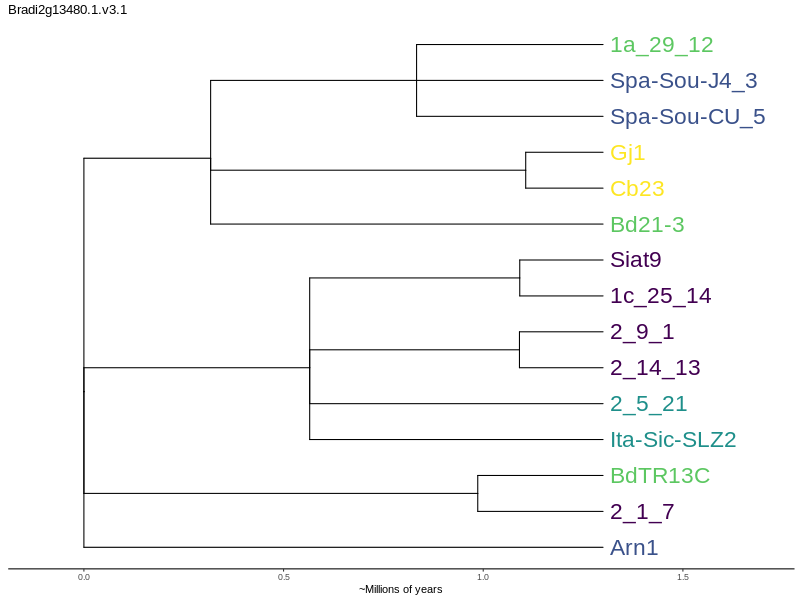 Bradi2g13480.1.v3.1
1a_29_12
Spa-Sou-J4_3
Spa-Sou-CU_5
Gj1
Cb23
Bd21-3
Siat9
1c_25_14
2_9_1
2_14_13
2_5_21
Ita-Sic-SLZ2
BdTR13C
2_1_7
Arn1
0.0 0.5 1.0 1.5
~Millions of years